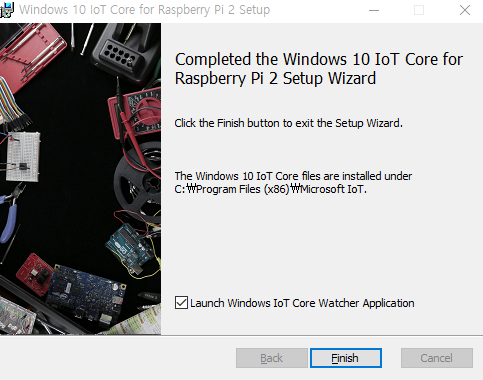 Windows 10 IoT Core for Raspberry Pi 2 Setup
Completed the Windows 10 IoT Core for
Raspberry Pi 2 Setup Wizard
Click the Finish button to exit the Setup Wizard.
The Windows 10 IoT Core files are installed under
C:₩Program Files (x86)₩Microsoft IoT.
Launch Windows IoT Core Watcher Application
Back
Finish
Cancel